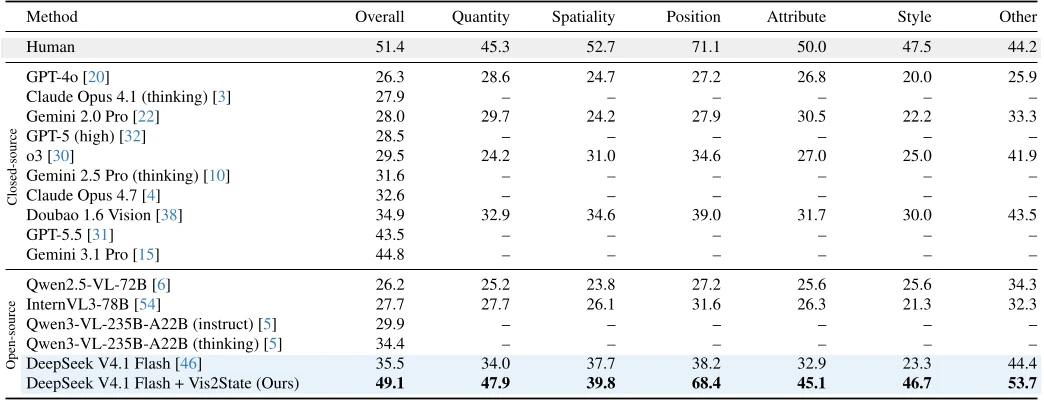 Method Overall Quantity Spatiality Position Attribute Style Other
Human 51.4 45.3 52.7 71.1 50.0 47.5 44.2
Closed-source
GPT-4o [20] 26.3 28.6 24.7 27.2 26.8 20.0 25.9
Claude Opus 4.1 (thinking) [3] 27.9 – – – – – –
Gemini 2.0 Pro [22] 28.0 29.7 24.2 27.9 30.5 22.2 33.3
GPT-5 (high) [32] 28.5 – – – – – –
o3 [30] 29.5 24.2 31.0 34.6 27.0 25.0 41.9
Gemini 2.5 Pro (thinking) [10] 31.6 – – – – – –
Claude Opus 4.7 [4] 32.6 – – – – – –
Doubao 1.6 Vision [38] 34.9 32.9 34.6 39.0 31.7 30.0 43.5
GPT-5.5 [31] 43.5 – – – – – –
Gemini 3.1 Pro [15] 44.8 – – – – – –
Open-source
Qwen2.5-VL-72B [6] 26.2 25.2 23.8 27.2 25.6 25.6 34.3
InternVL3-78B [54] 27.7 27.7 26.1 31.6 26.3 21.3 32.3
Qwen3-VL-235B-A22B (instruct) [5] 29.9 – – – – – –
Qwen3-VL-235B-A22B (thinking) [5] 34.4 – – – – – –
DeepSeek V4.1 Flash [46] 35.5 34.0 37.7 38.2 32.9 23.3 44.4
DeepSeek V4.1 Flash + Vis2State (Ours) 49.1 47.9 39.8 68.4 45.1 46.7 53.7